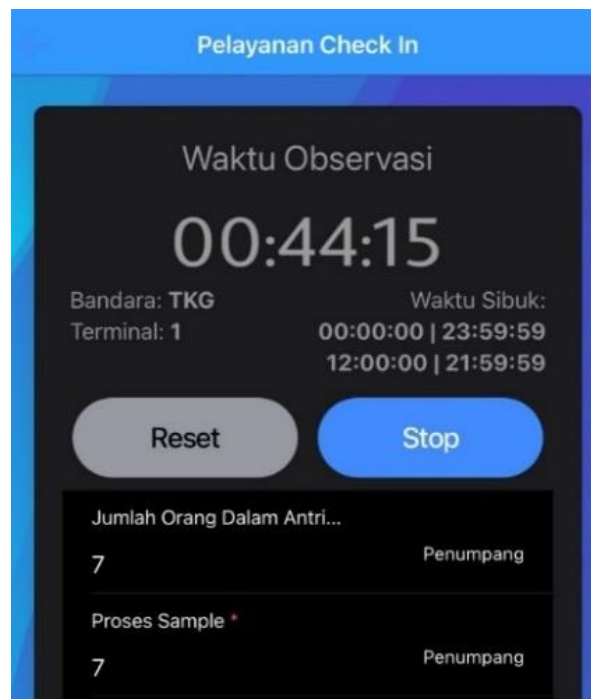 Pelayanan Check In
Waktu Observasi
00:44:15
Bandara: TKG
Waktu Sibuk:
Terminal: 1
00:00:00 | 23:59:59
12:00:00 | 21:59:59
Reset
Stop
Jumlah Orang Dalam Antri...
7
Penumpang
Proses Sample *
7
Penumpang